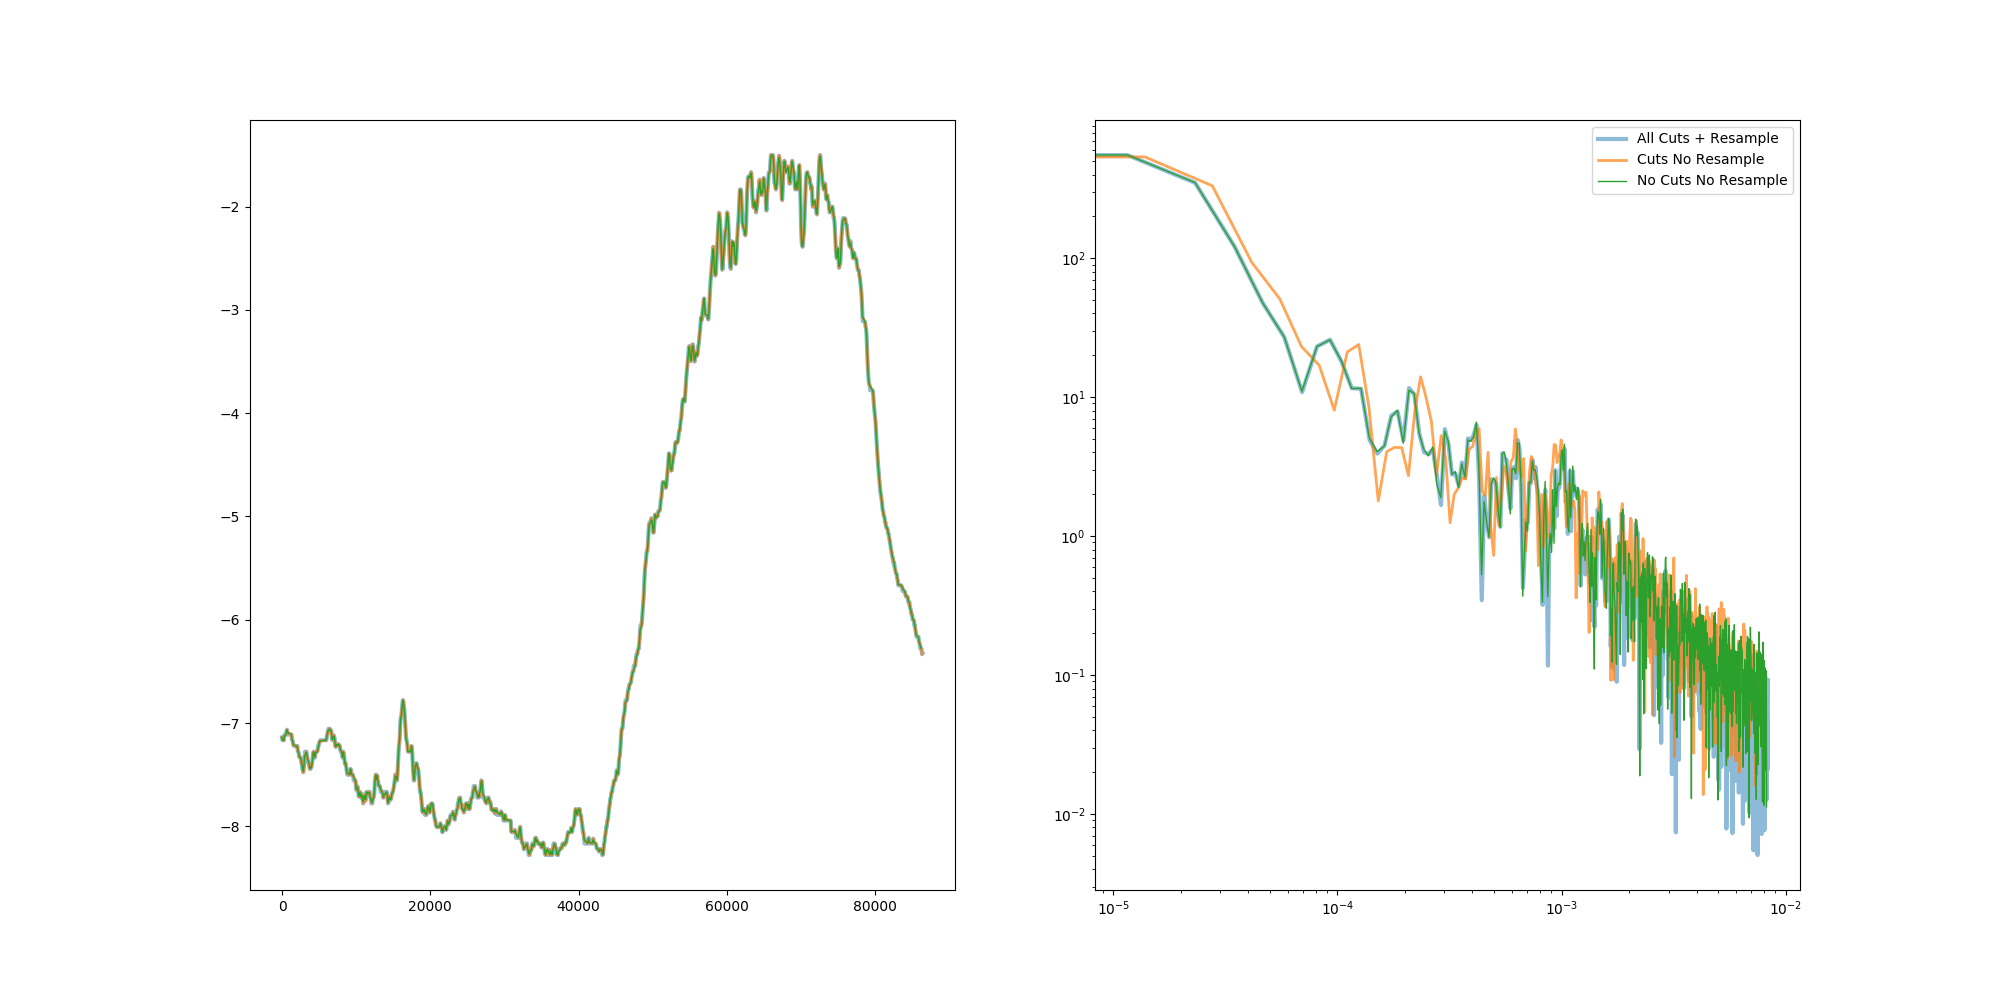 −2
−3
−4
−5
−6
−7
−8
0 20000 40000 60000 80000
10²
10¹
10⁰
10⁻¹
10⁻²
10⁻⁵ 10⁻⁴ 10⁻³ 10⁻²
All Cuts + Resample
Cuts No Resample
No Cuts No Resample